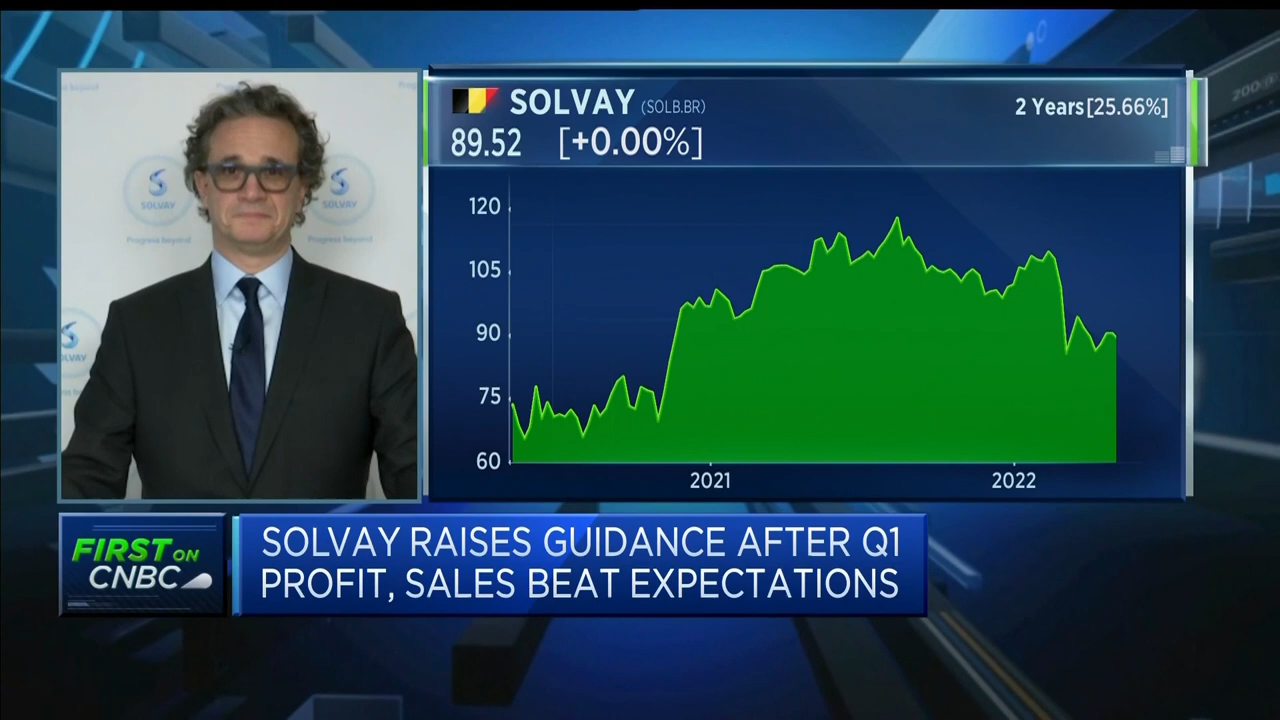 SOLVAY (SOLB.BR)
2 Years[25.66%]
89.52 [+0.00%]
120
105
90
75
60
2021
2022
SOLVAY
SOLVAY
Progress beyond
Progress beyond
FIRST ON
CNBC
SOLVAY RAISES GUIDANCE AFTER Q1
PROFIT, SALES BEAT EXPECTATIONS